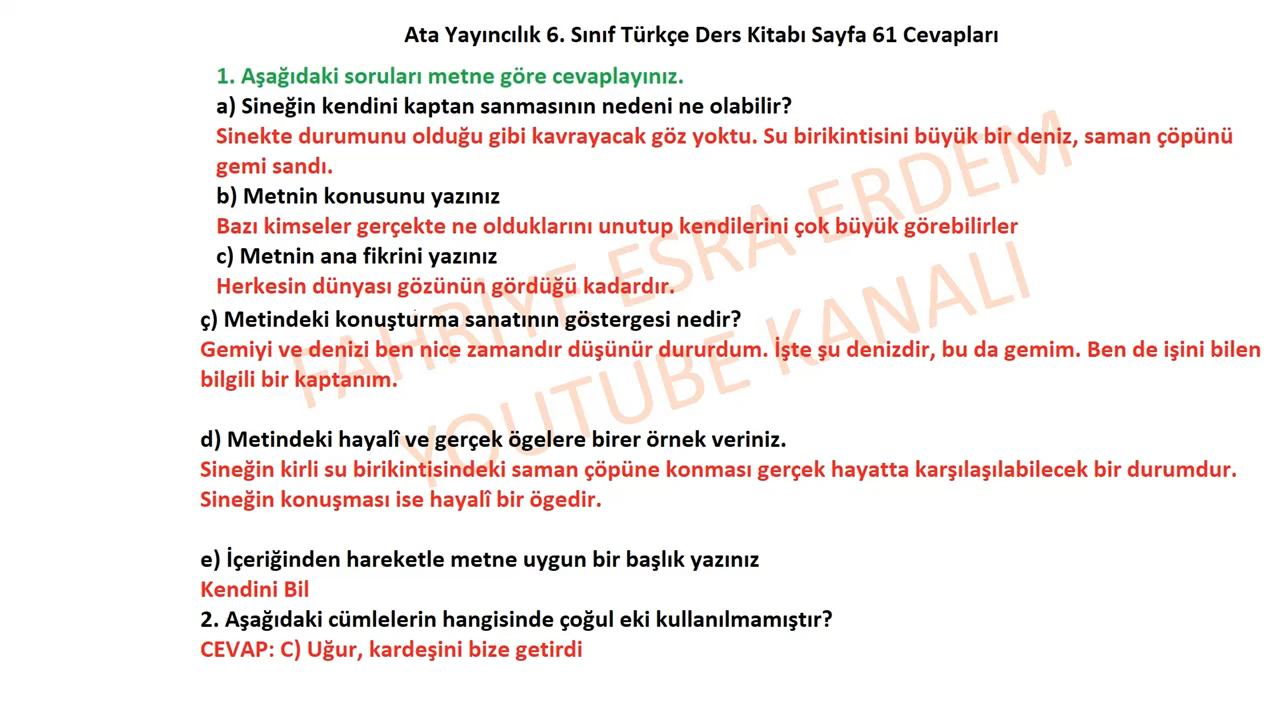 Ata Yayıncılık 6. Sınıf Türkçe Ders Kitabı Sayfa 61 Cevapları
1. Aşağıdaki soruları metne göre cevaplayınız.
a) Sineğin kendini kaptan sanmasının nedeni ne olabilir?
Sinekte durumunu olduğu gibi kavrayacak göz yoktu. Su birikintisini büyük bir deniz, saman çöpünü
gemi sandı.
b) Metnin konusunu yazınız
Bazı kimseler gerçekte ne olduklarını unutup kendilerini çok büyük görebilirler
c) Metnin ana fikrini yazınız
Herkesin dünyası gözünün gördüğü kadardır.
ç) Metindeki konuşturma sanatının göstergesi nedir?
Gemiyi ve denizi ben nice zamandır düşünür dururdum. İşte şu denizdir, bu da gemim. Ben de işini bilen
bilgili bir kaptanım.
d) Metindeki hayalî ve gerçek ögelere birer örnek veriniz.
Sineğin kirli su birikintisindeki saman çöpüne konması gerçek hayatta karşılaşılabilecek bir durumdur.
Sineğin konuşması ise hayalî bir ögedir.
e) İçeriğinden hareketle metne uygun bir başlık yazınız
Kendini Bil
2. Aşağıdaki cümlelerin hangisinde çoğul eki kullanılmamıştır?
CEVAP: C) Uğur, kardeşini bize getirdi
FAHRİYE ESRA ERDEM
YOUTUBE KANALI